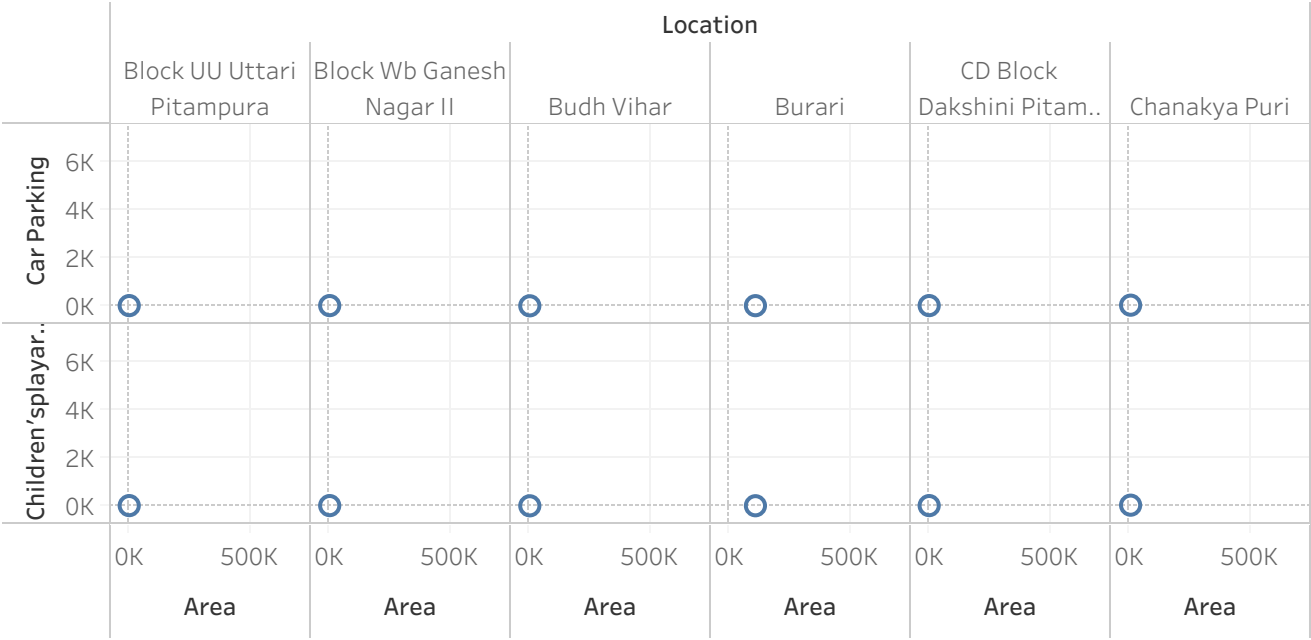 Location
Block UU Uttari
Pitampura
Block Wb Ganesh
Nagar II
Budh Vihar
Burari
CD Block
Dakshini Pitam..
Chanakya Puri
Car Parking
6K
4K
2K
0K
Children'splayar..
6K
4K
2K
0K
0K 500K 0K 500K 0K 500K 0K 500K 0K 500K 0K 500K
Area Area Area Area Area Area